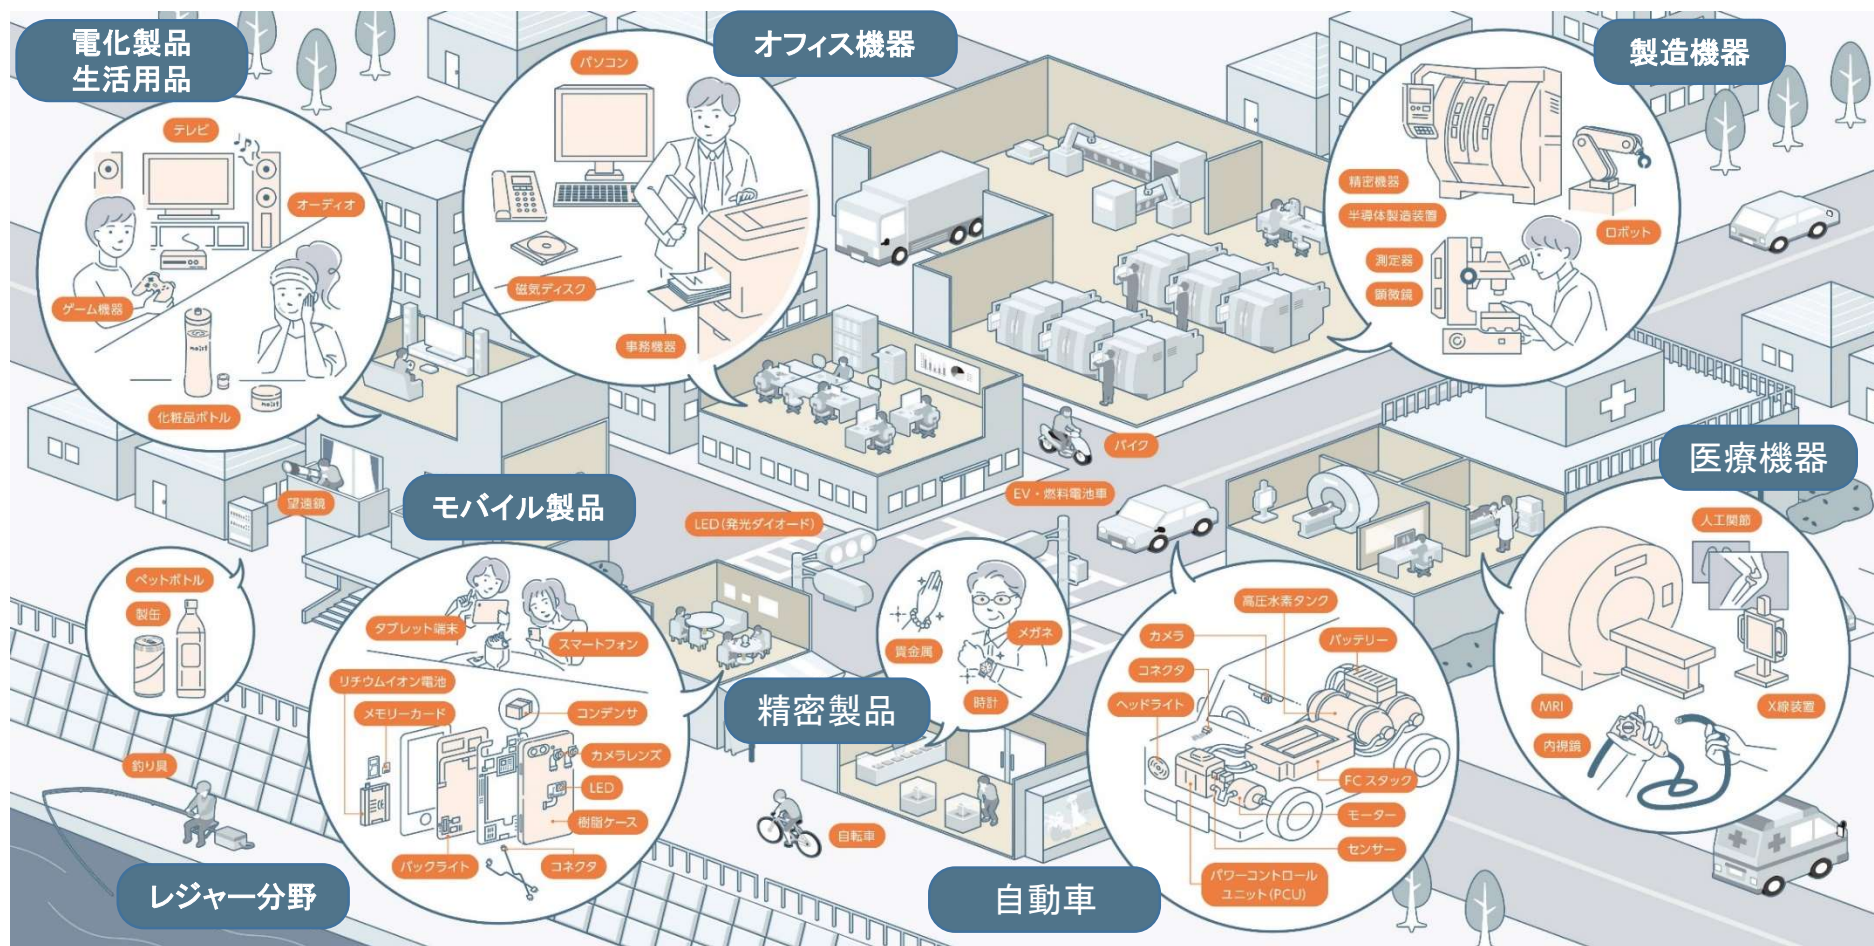 電化製品
生活用品
テレビ
オーディオ
ゲーム機器
化粧品ボトル
オフィス機器
パソコン
磁気ディスク
事務機器
製造機器
精密機器
半導体製造装置
ロボット
測定器
顕微鏡
バイク
EV・燃料電池車
LED(発光ダイオード)
望遠鏡
モバイル製品
タブレット端末
スマートフォン
リチウムイオン電池
メモリーカード
コンデンサ
カメラレンズ
LED
樹脂ケース
バックライト
コネクタ
ペットボトル
製缶
釣り具
レジャー分野
精密製品
貴金属
メガネ
時計
自転車
自動車
高圧水素タンク
カメラ
バッテリー
コネクタ
ヘッドライト
FCスタック
モーター
センサー
パワーコントロール
ユニット(PCU)
医療機器
人工関節
MRI
X線装置
内視鏡